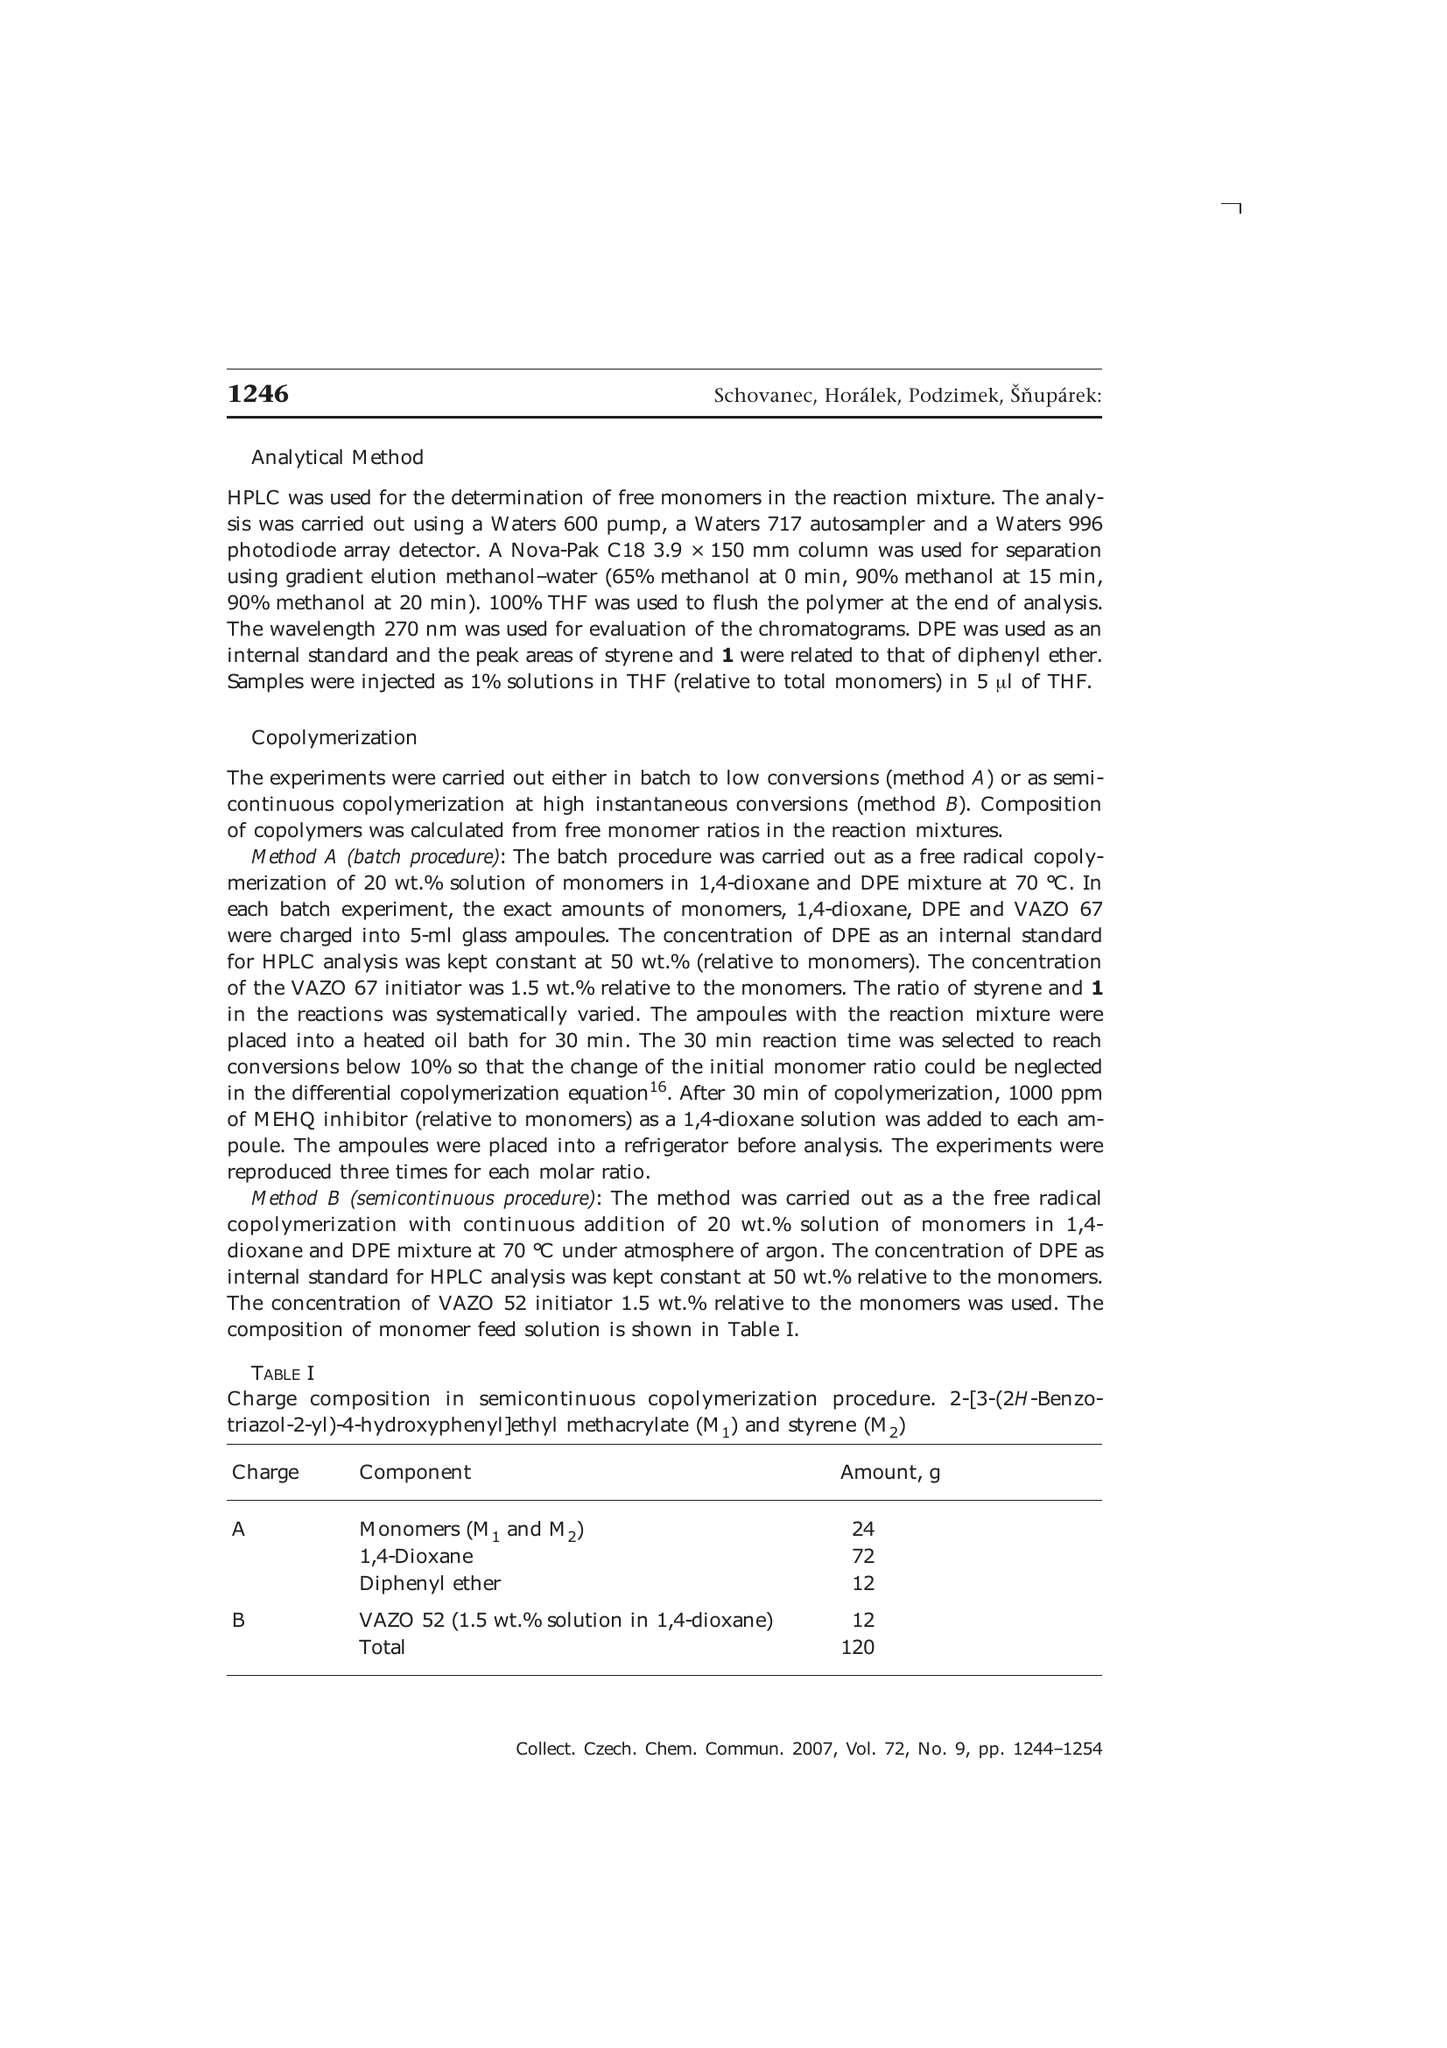 1246 Schovanec, Horálek, Podzimek, Šňupárek:
Analytical Method
HPLC was used for the determination of free monomers in the reaction mixture. The analy-
sis was carried out using a Waters 600 pump, a Waters 717 autosampler and a Waters 996
photodiode array detector. A Nova-Pak C18 3.9 × 150 mm column was used for separation
using gradient elution methanol–water (65% methanol at 0 min, 90% methanol at 15 min,
90% methanol at 20 min). 100% THF was used to flush the polymer at the end of analysis.
The wavelength 270 nm was used for evaluation of the chromatograms. DPE was used as an
internal standard and the peak areas of styrene and 1 were related to that of diphenyl ether.
Samples were injected as 1% solutions in THF (relative to total monomers) in 5 μl of THF.
Copolymerization
The experiments were carried out either in batch to low conversions (method A) or as semi-
continuous copolymerization at high instantaneous conversions (method B). Composition
of copolymers was calculated from free monomer ratios in the reaction mixtures.
Method A (batch procedure): The batch procedure was carried out as a free radical copoly-
merization of 20 wt.% solution of monomers in 1,4-dioxane and DPE mixture at 70 °C. In
each batch experiment, the exact amounts of monomers, 1,4-dioxane, DPE and VAZO 67
were charged into 5-ml glass ampoules. The concentration of DPE as an internal standard
for HPLC analysis was kept constant at 50 wt.% (relative to monomers). The concentration
of the VAZO 67 initiator was 1.5 wt.% relative to the monomers. The ratio of styrene and 1
in the reactions was systematically varied. The ampoules with the reaction mixture were
placed into a heated oil bath for 30 min. The 30 min reaction time was selected to reach
conversions below 10% so that the change of the initial monomer ratio could be neglected
in the differential copolymerization equation16. After 30 min of copolymerization, 1000 ppm
of MEHQ inhibitor (relative to monomers) as a 1,4-dioxane solution was added to each am-
poule. The ampoules were placed into a refrigerator before analysis. The experiments were
reproduced three times for each molar ratio.
Method B (semicontinuous procedure): The method was carried out as a the free radical
copolymerization with continuous addition of 20 wt.% solution of monomers in 1,4-
dioxane and DPE mixture at 70 °C under atmosphere of argon. The concentration of DPE as
internal standard for HPLC analysis was kept constant at 50 wt.% relative to the monomers.
The concentration of VAZO 52 initiator 1.5 wt.% relative to the monomers was used. The
composition of monomer feed solution is shown in Table I.
TABLE I
Charge composition in semicontinuous copolymerization procedure. 2-[3-(2H-Benzo-
triazol-2-yl)-4-hydroxyphenyl]ethyl methacrylate (M1) and styrene (M2)
Charge Component Amount, g
A Monomers (M1 and M2) 24
1,4-Dioxane 72
Diphenyl ether 12
B VAZO 52 (1.5 wt.% solution in 1,4-dioxane) 12
Total 120
Collect. Czech. Chem. Commun. 2007, Vol. 72, No. 9, pp. 1244–1254